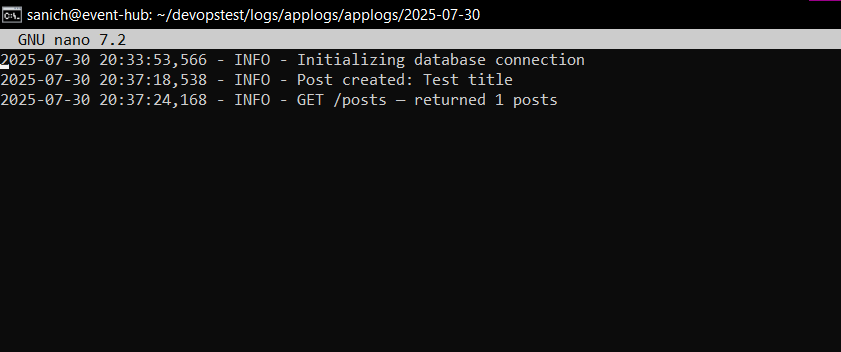 C:\.
sanich@event-hub: ~/devopstest/logs/applogs/applogs/2025-07-30
GNU nano 7.2
2025-07-30 20:33:53,566 - INFO - Initializing database connection
2025-07-30 20:37:18,538 - INFO - Post created: Test title
2025-07-30 20:37:24,168 - INFO - GET /posts — returned 1 posts